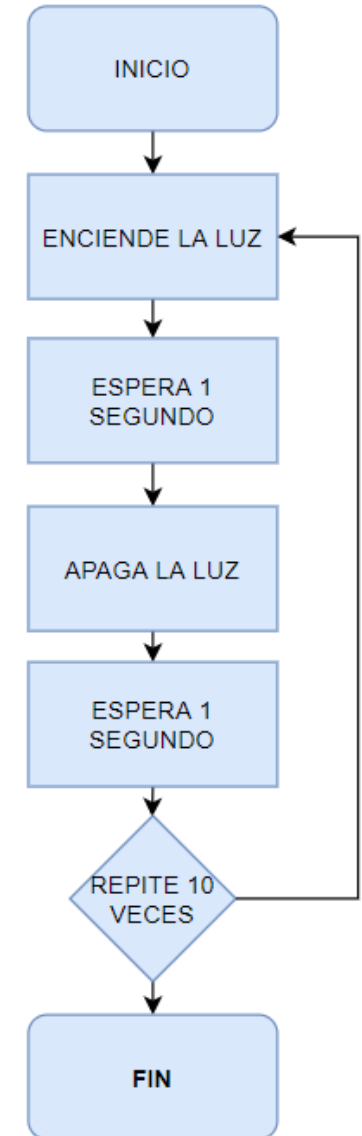 INICIO
ENCIENDE LA LUZ
ESPERA 1
SEGUNDO
APAGA LA LUZ
ESPERA 1
SEGUNDO
REPITE 10
VECES
FIN